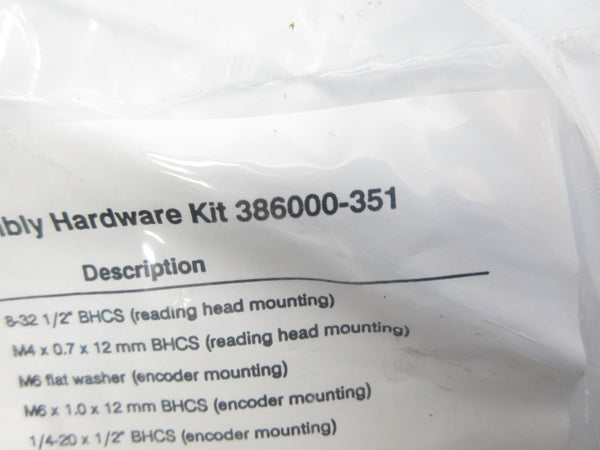 Hardware Kit 386000-351
Description
8-32 1/2" BHCS (reading head mounting)
M4 x 0.7 x 12 mm BHCS (reading head mounting)
M6 flat washer (encoder mounting)
M6 x 1.0 x 12 mm BHCS (encoder mounting)
1/4-20 x 1/2" BHCS (encoder mounting)